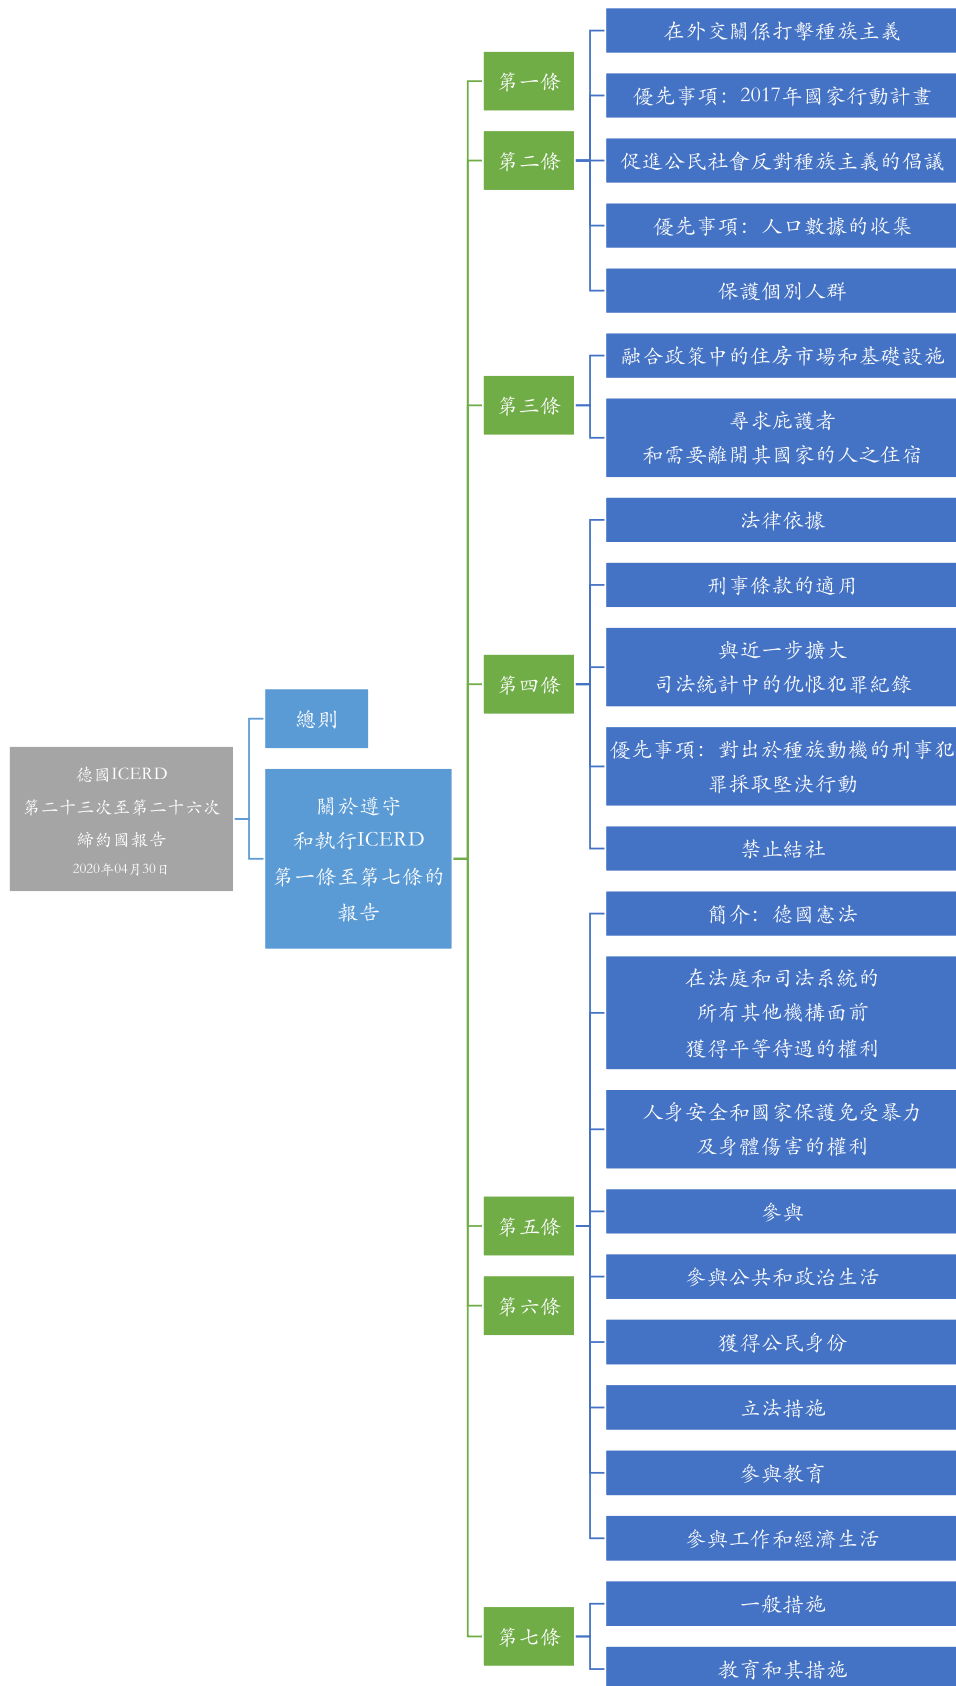 德國ICERD
第二十三次至第二十六次
締約國報告
2020年04月30日
總則
關於遵守
和執行ICERD
第一條至第七條的
報告
第一條
第二條
在外交關係打擊種族主義
優先事項：2017年國家行動計畫
促進公民社會反對種族主義的倡議
優先事項：人口數據的收集
保護個別人群
第三條
融合政策中的住房市場和基礎設施
尋求庇護者
和需要離開其國家的人之住宿
第四條
法律依據
刑事條款的適用
與近一步擴大
司法統計中的仇恨犯罪紀錄
優先事項：對出於種族動機的刑事犯
罪採取堅決行動
禁止結社
第五條
簡介：德國憲法
在法庭和司法系統的
所有其他機構面前
獲得平等待遇的權利
人身安全和國家保護免受暴力
及身體傷害的權利
參與
參與公共和政治生活
獲得公民身份
立法措施
參與教育
參與工作和經濟生活
第六條
第七條
一般措施
教育和其措施